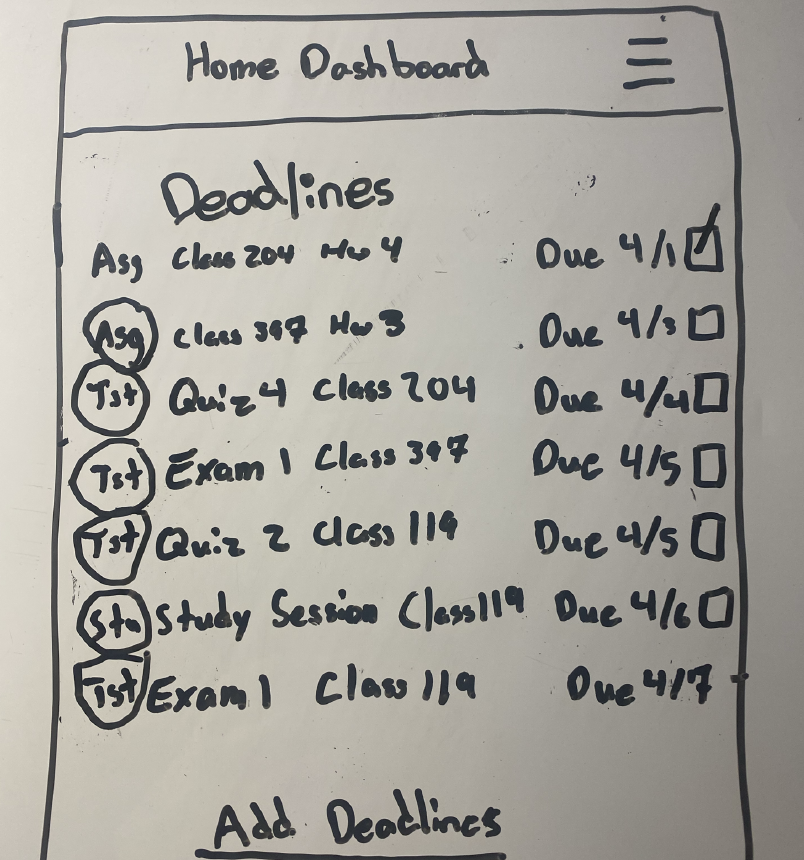 Home Dashboard
Deadlines
Asg Class 204 Hw 4 Due 4/1
Asg Class 397 Hw 3 Due 4/3
Tst Quiz 4 Class 204 Due 4/4
Tst Exam 1 Class 397 Due 4/5
Tst Quiz 2 Class 119 Due 4/5
Stu Study Session Class 119 Due 4/6
Tst Exam 1 Class 119 Due 4/7
Add Deadlines